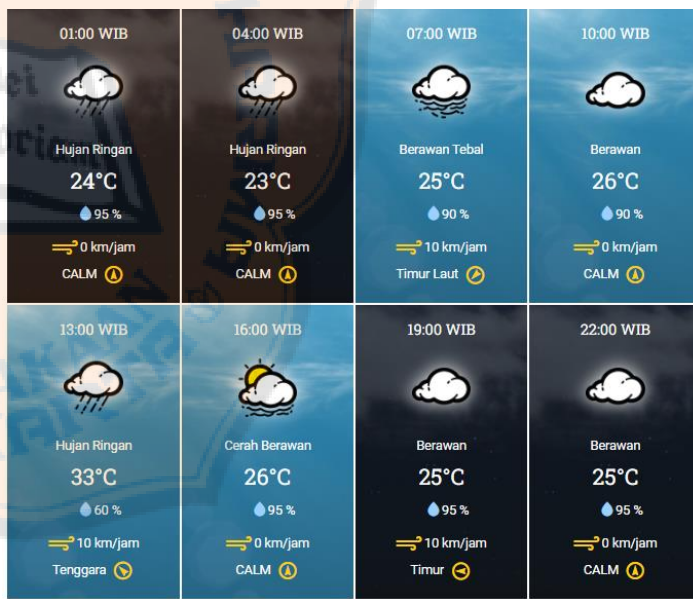 01:00 WIB
Hujan Ringan
24°C
95 %
0 km/jam
CALM
04:00 WIB
Hujan Ringan
23°C
95 %
0 km/jam
CALM
07:00 WIB
Berawan Tebal
25°C
90 %
10 km/jam
Timur Laut
10:00 WIB
Berawan
26°C
90 %
0 km/jam
CALM
13:00 WIB
Hujan Ringan
33°C
60 %
10 km/jam
Tenggara
16:00 WIB
Cerah Berawan
26°C
95 %
0 km/jam
CALM
19:00 WIB
Berawan
25°C
95 %
10 km/jam
Timur
22:00 WIB
Berawan
25°C
95 %
0 km/jam
CALM